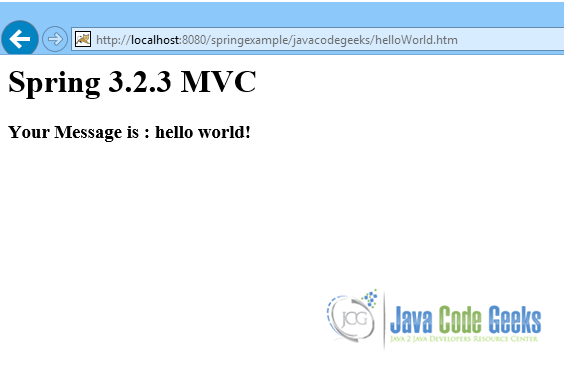 http://localhost:8080/springexample/javacodegeeks/helloWorld.htm
Spring 3.2.3 MVC
Your Message is : hello world!
JCG
Java Code Geeks
JAVA 2 JAVA DEVELOPERS RESOURCE CENTER